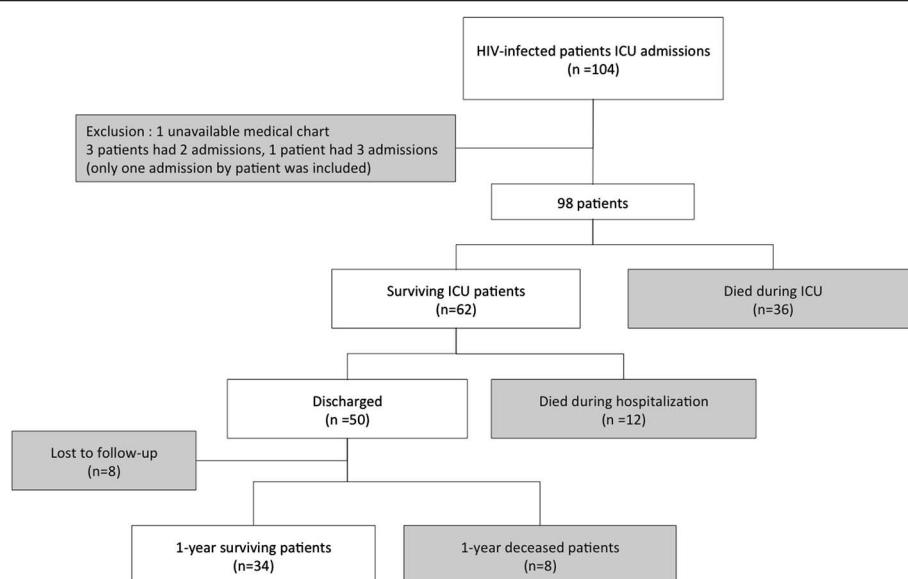 HIV-infected patients ICU admissions
(n =104)
Exclusion : 1 unavailable medical chart
3 patients had 2 admissions, 1 patient had 3 admissions
(only one admission by patient was included)
98 patients
Surviving ICU patients
(n=62)
Died during ICU
(n=36)
Discharged
(n =50)
Died during hospitalization
(n =12)
Lost to follow-up
(n=8)
1-year surviving patients
(n=34)
1-year deceased patients
(n=8)